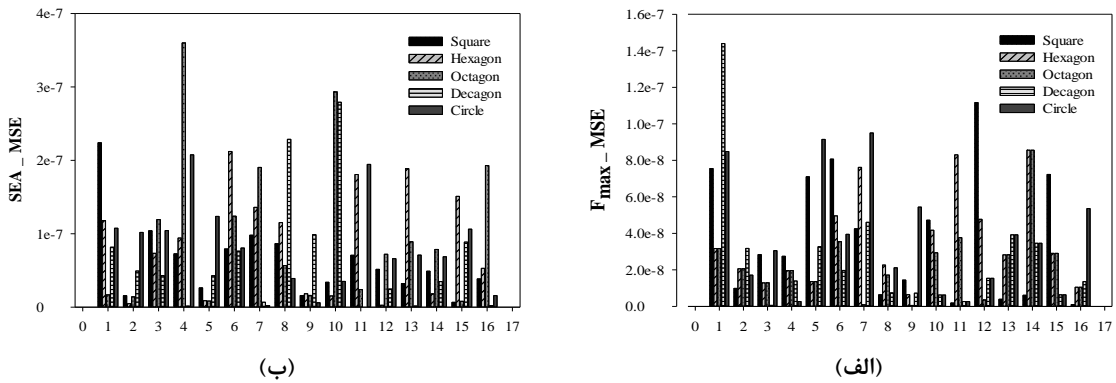 4e-7
3e-7
2e-7
1e-7
0
SEA_MSE
Square
Hexagon
Octagon
Decagon
Circle
0 1 2 3 4 5 6 7 8 9 10 11 12 13 14 15 16 17
(ب)
1.6e-7
1.4e-7
1.2e-7
1.0e-7
8.0e-8
6.0e-8
4.0e-8
2.0e-8
0.0
Fmax_MSE
Square
Hexagon
Octagon
Decagon
Circle
0 1 2 3 4 5 6 7 8 9 10 11 12 13 14 15 16 17
(الف)